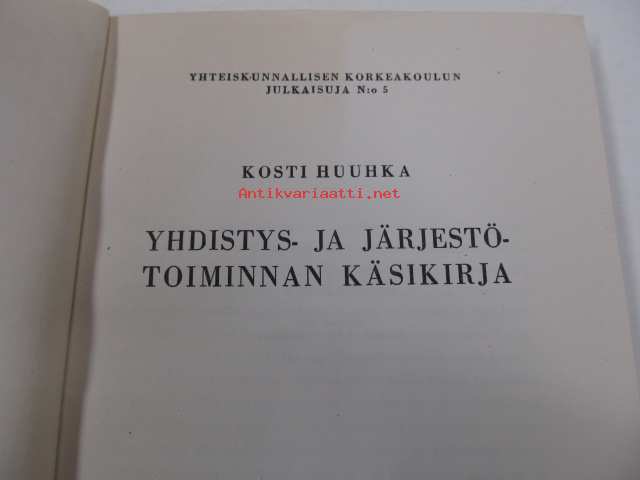 YHTEISKUNNALLISEN KORKEAKOULUN
JULKAISUJA N:o 5
KOSTI HUUHKA
Antikvariaatti.net
YHDISTYS- JA JÄRJESTÖ-
TOIMINNAN KÄSIKIRJA